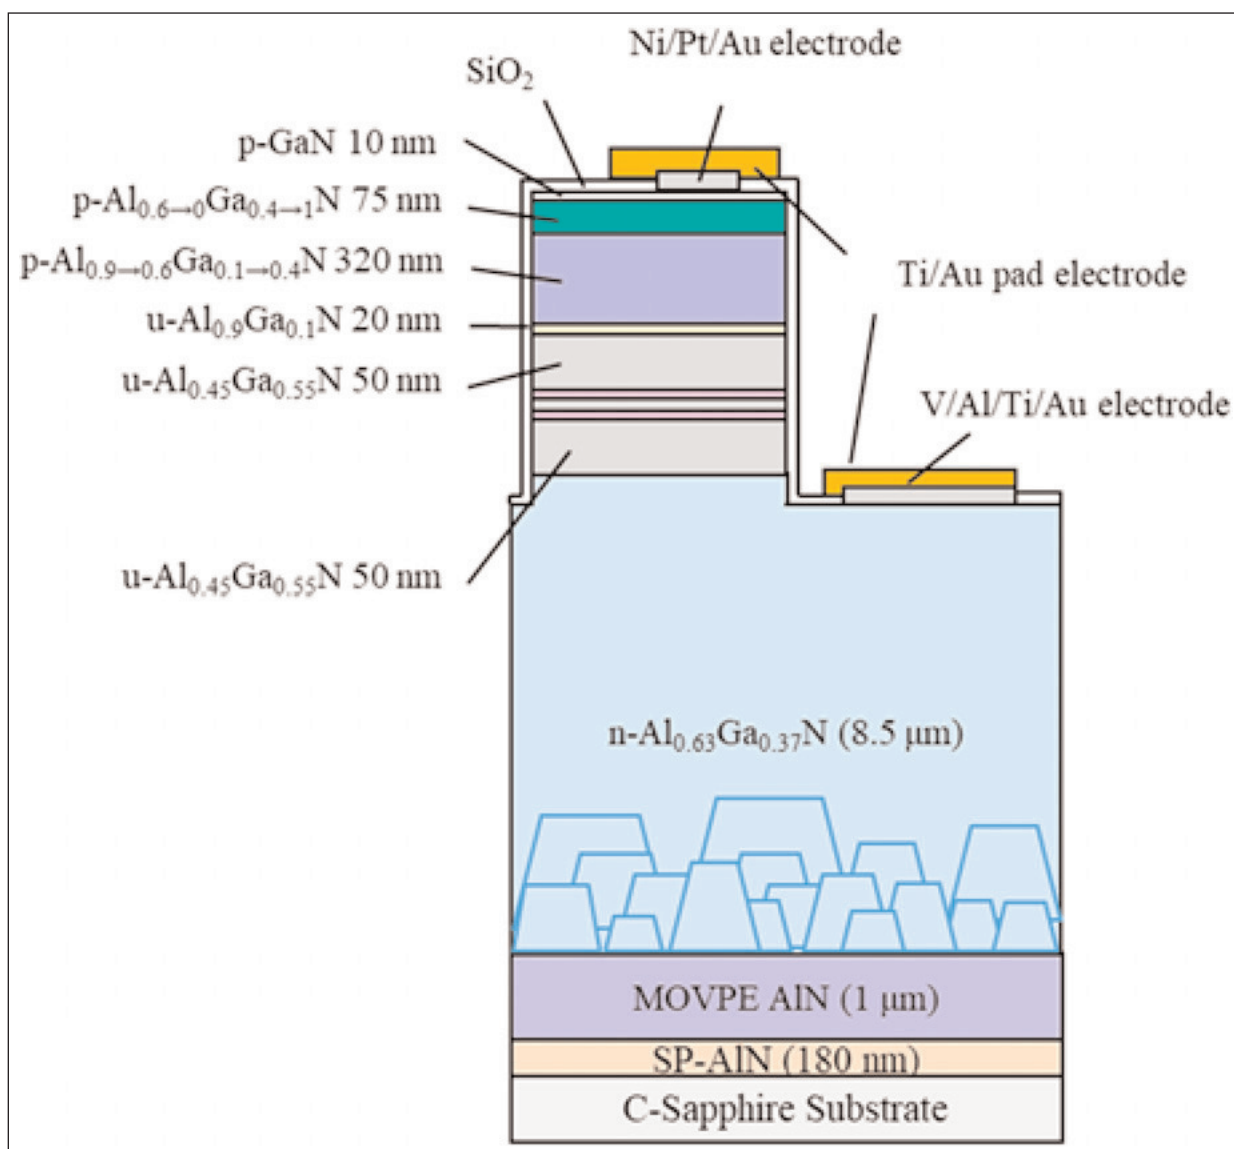 Ni/Pt/Au electrode
SiO₂
p-GaN 10 nm
p-Al₀.₆→₀Ga₀.₄→₁N 75 nm
p-Al₀.₉→₀.₆Ga₀.₁→₀.₄N 320 nm
Ti/Au pad electrode
u-Al₀.₉Ga₀.₁N 20 nm
u-Al₀.₄₅Ga₀.₅₅N 50 nm
V/Al/Ti/Au electrode
u-Al₀.₄₅Ga₀.₅₅N 50 nm
n-Al₀.₆₃Ga₀.₃₇N (8.5 μm)
MOVPE AlN (1 μm)
SP-AlN (180 nm)
C-Sapphire Substrate